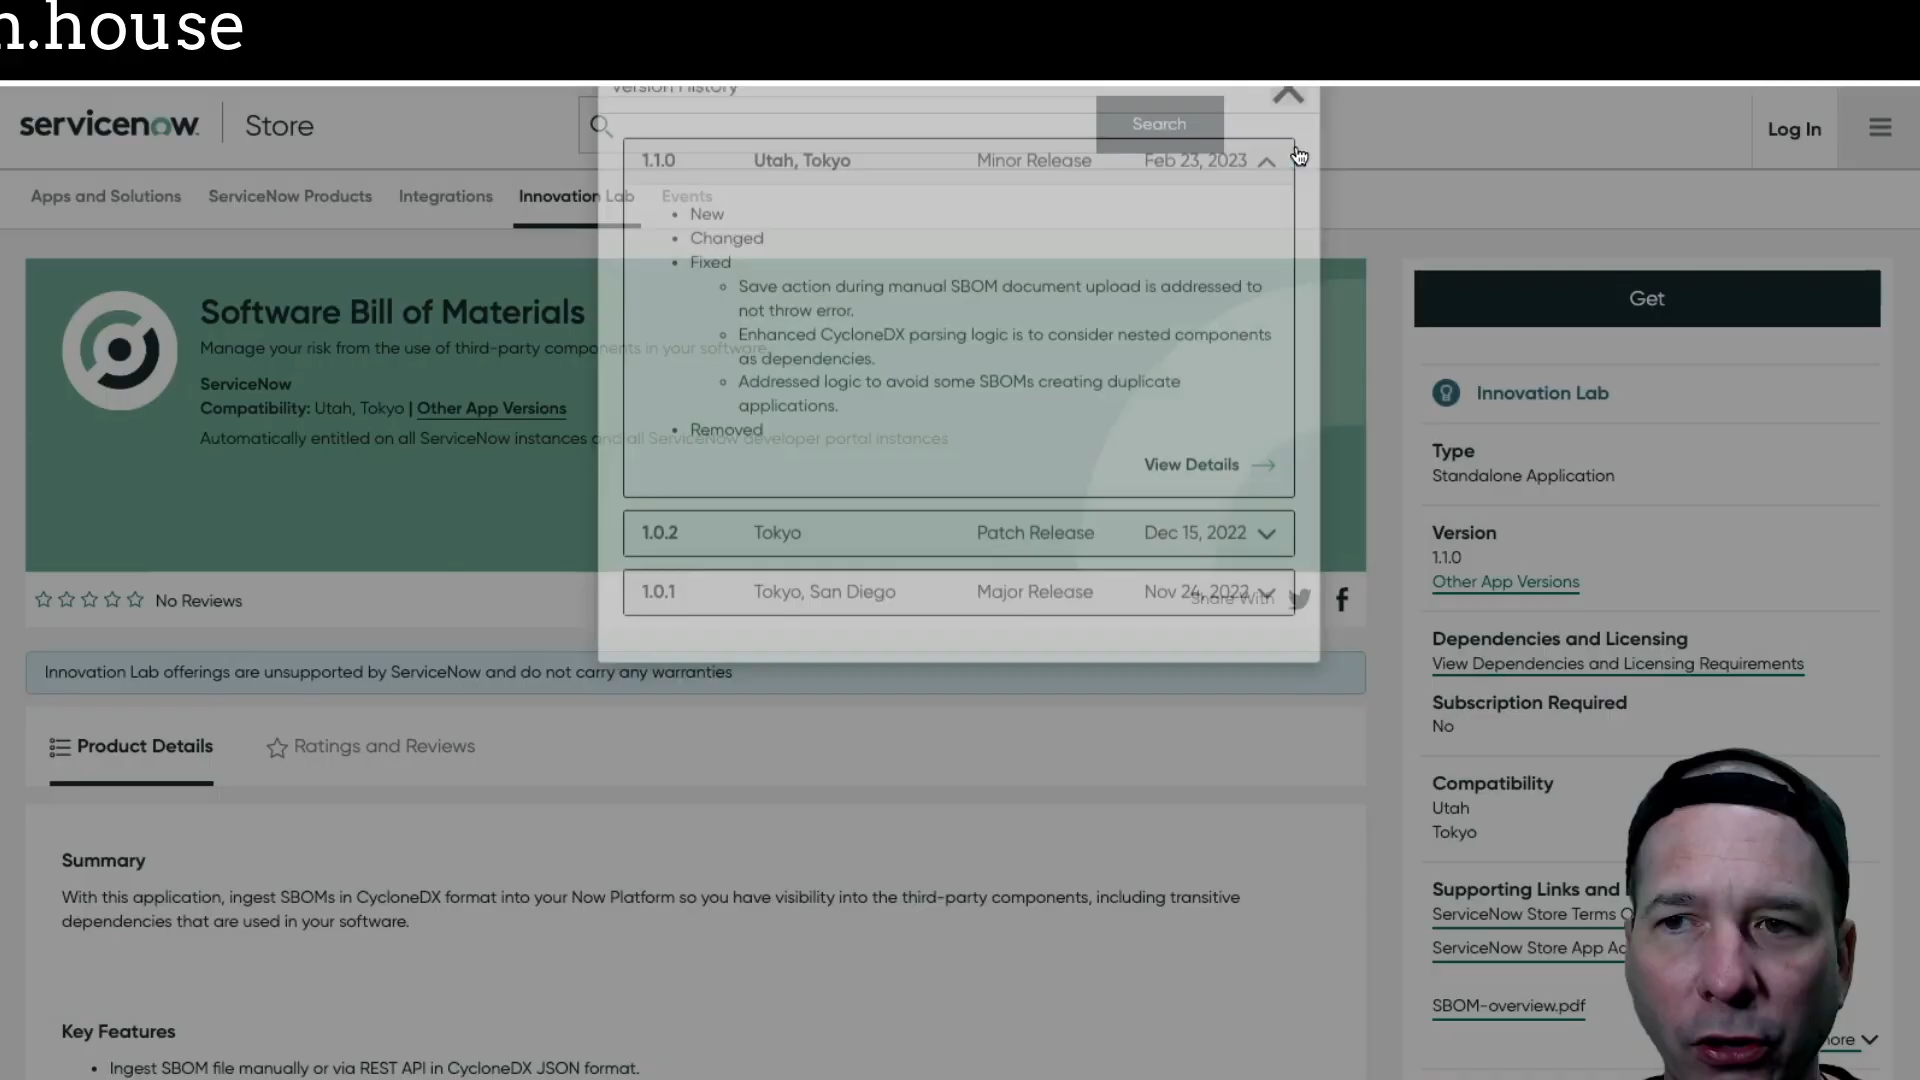 n.house
servicenow Store
Search
Log In
Apps and Solutions
ServiceNow Products
Integrations
Innovation Lab
Events
Version History
1.1.0 Utah, Tokyo Minor Release Feb 23, 2023
• New
• Changed
• Fixed
Save action during manual SBOM document upload is addressed to
not throw error.
Enhanced CycloneDX parsing logic is to consider nested components
as dependencies.
Addressed logic to avoid some SBOMs creating duplicate
applications.
• Removed
View Details
1.0.2 Tokyo Patch Release Dec 15, 2022
1.0.1 Tokyo, San Diego Major Release Nov 24, 2022
Software Bill of Materials
Manage your risk from the use of third-party components in your software.
ServiceNow
Compatibility: Utah, Tokyo | Other App Versions
Automatically entitled on all ServiceNow instances and all ServiceNow developer portal instances
No Reviews
Share With
Innovation Lab offerings are unsupported by ServiceNow and do not carry any warranties
Product Details
Ratings and Reviews
Summary
With this application, ingest SBOMs in CycloneDX format into your Now Platform so you have visibility into the third-party components, including transitive
dependencies that are used in your software.
Key Features
• Ingest SBOM file manually or via REST API in CycloneDX JSON format.
Get
Innovation Lab
Type
Standalone Application
Version
1.1.0
Other App Versions
Dependencies and Licensing
View Dependencies and Licensing Requirements
Subscription Required
No
Compatibility
Utah
Tokyo
Supporting Links and
ServiceNow Store Terms
ServiceNow Store App
SBOM-overview.pdf